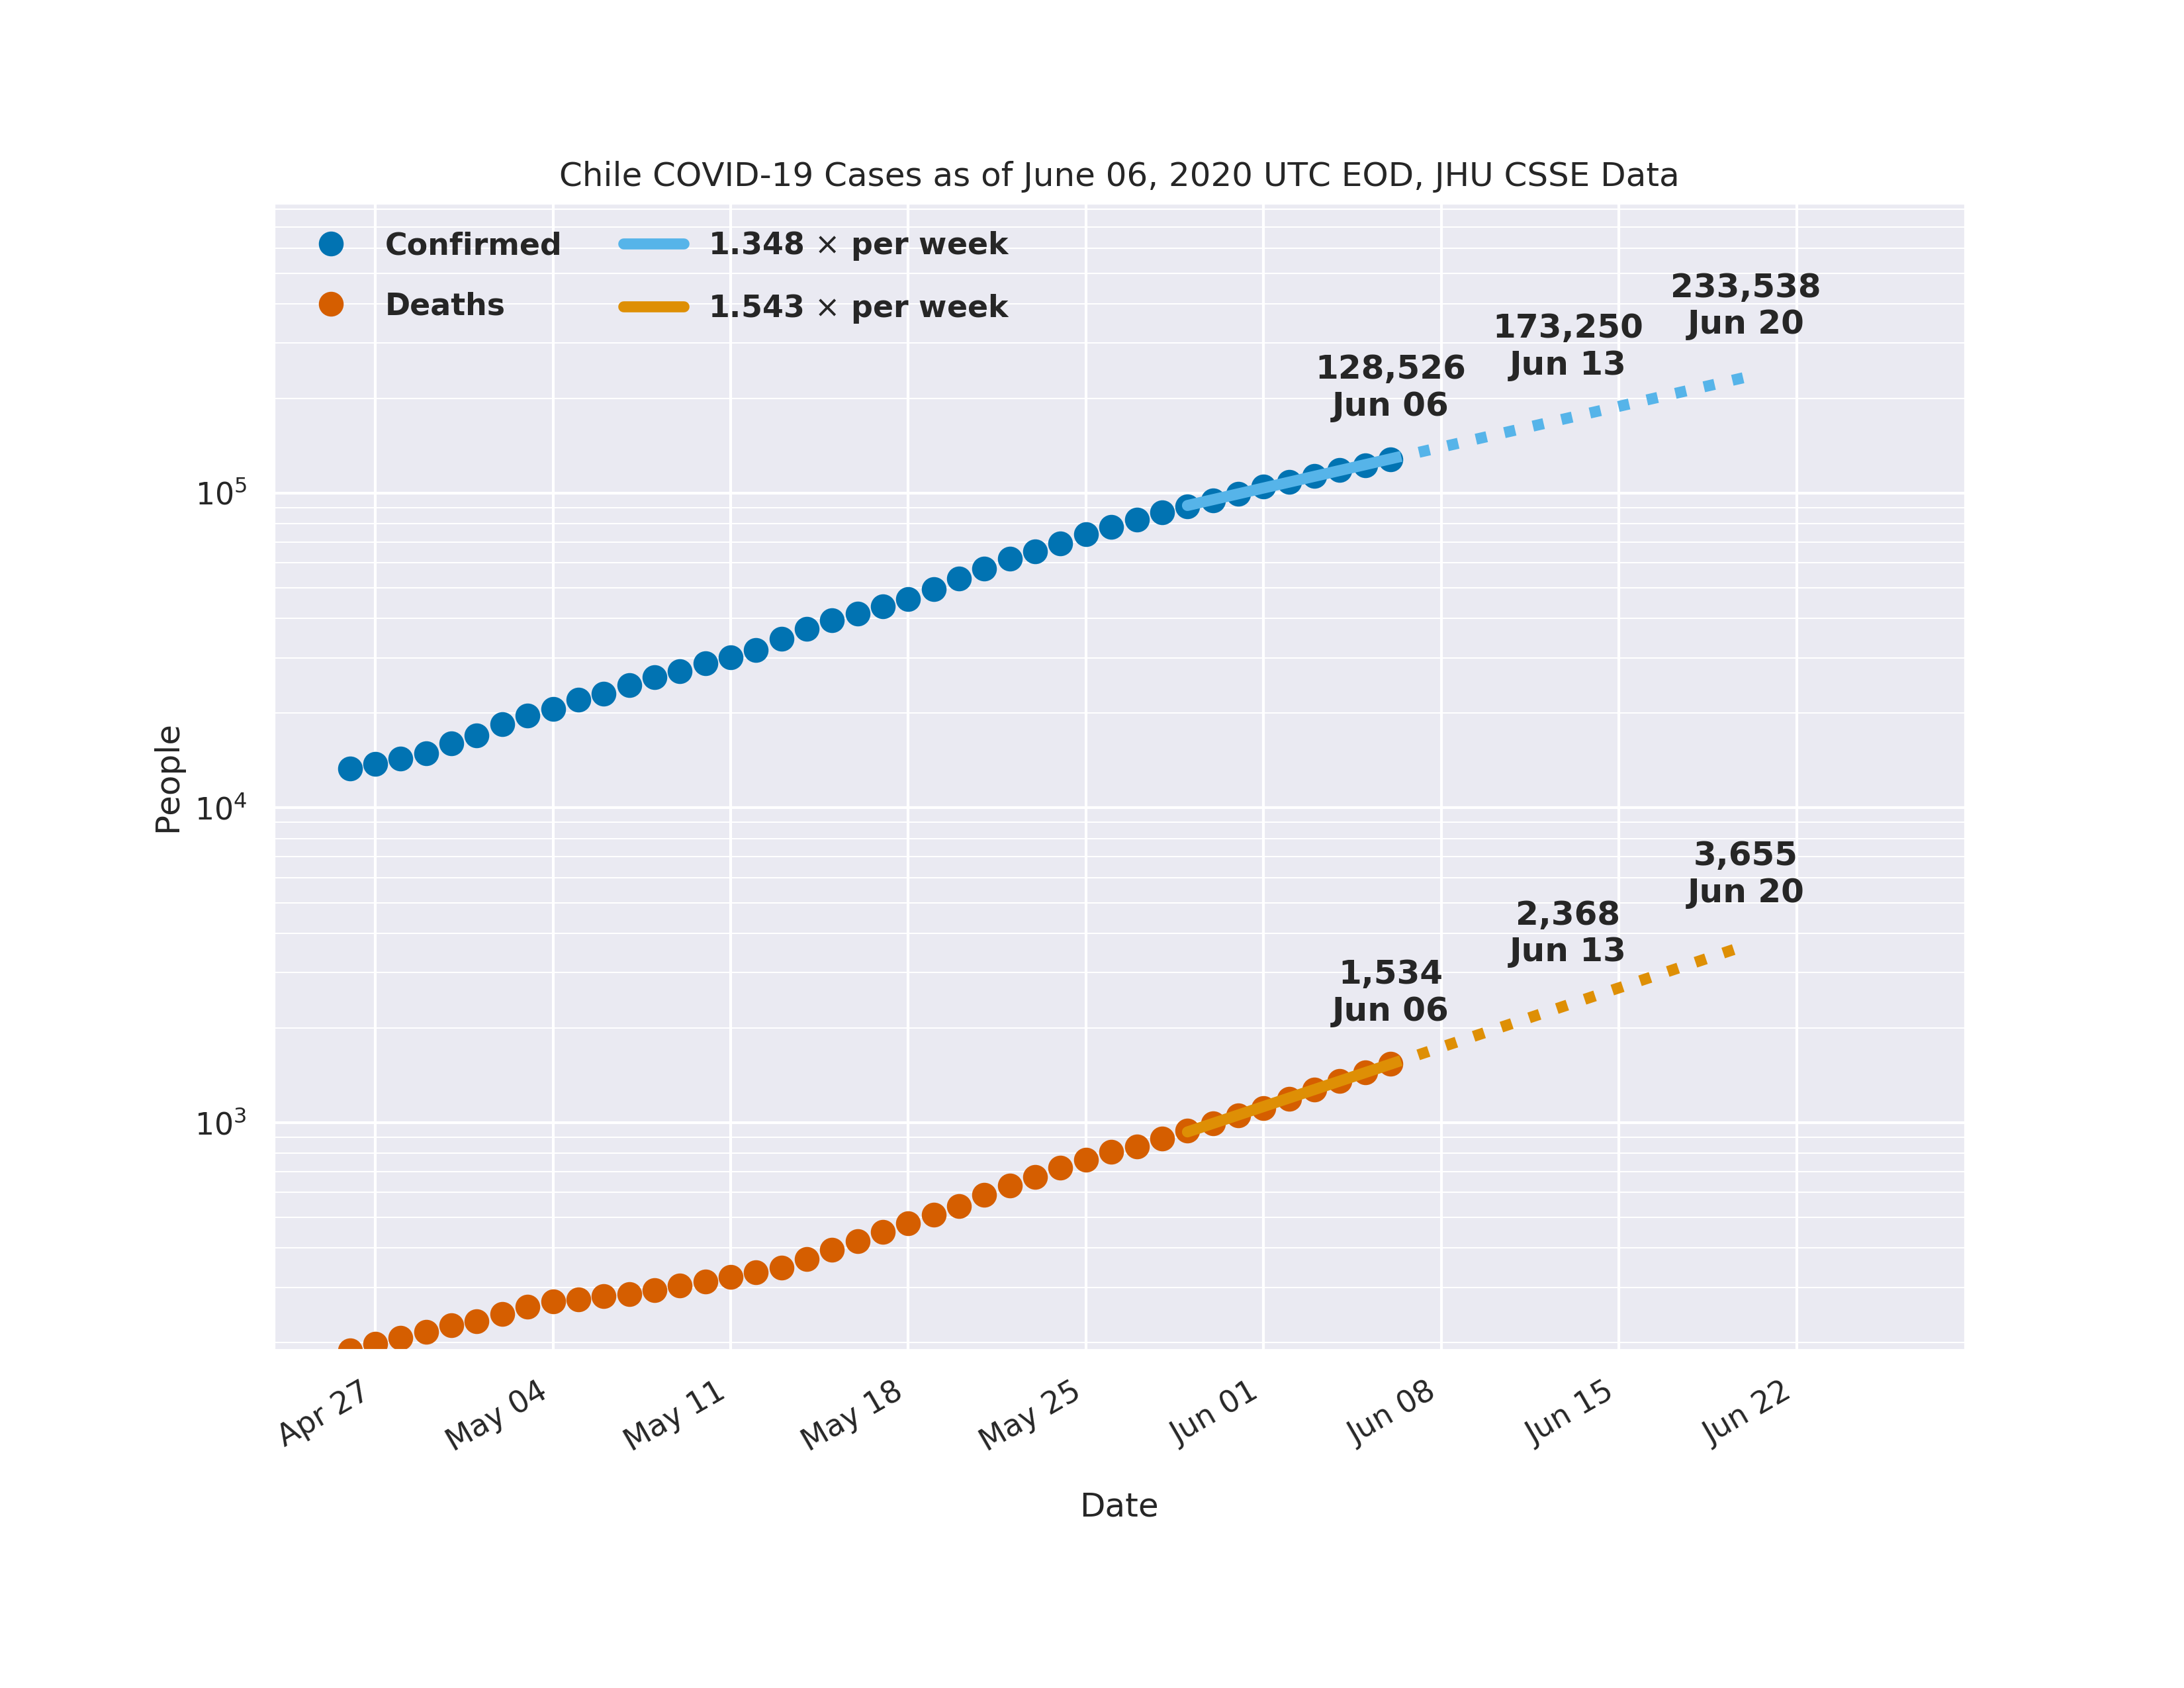 Chile COVID-19 Cases as of June 06, 2020 UTC EOD, JHU CSSE Data
Confirmed
Deaths
1.348 × per week
1.543 × per week
233,538
Jun 20
173,250
Jun 13
128,526
Jun 06
3,655
Jun 20
2,368
Jun 13
1,534
Jun 06
People
10⁵
10⁴
10³
Apr 27
May 04
May 11
May 18
May 25
Jun 01
Jun 08
Jun 15
Jun 22
Date